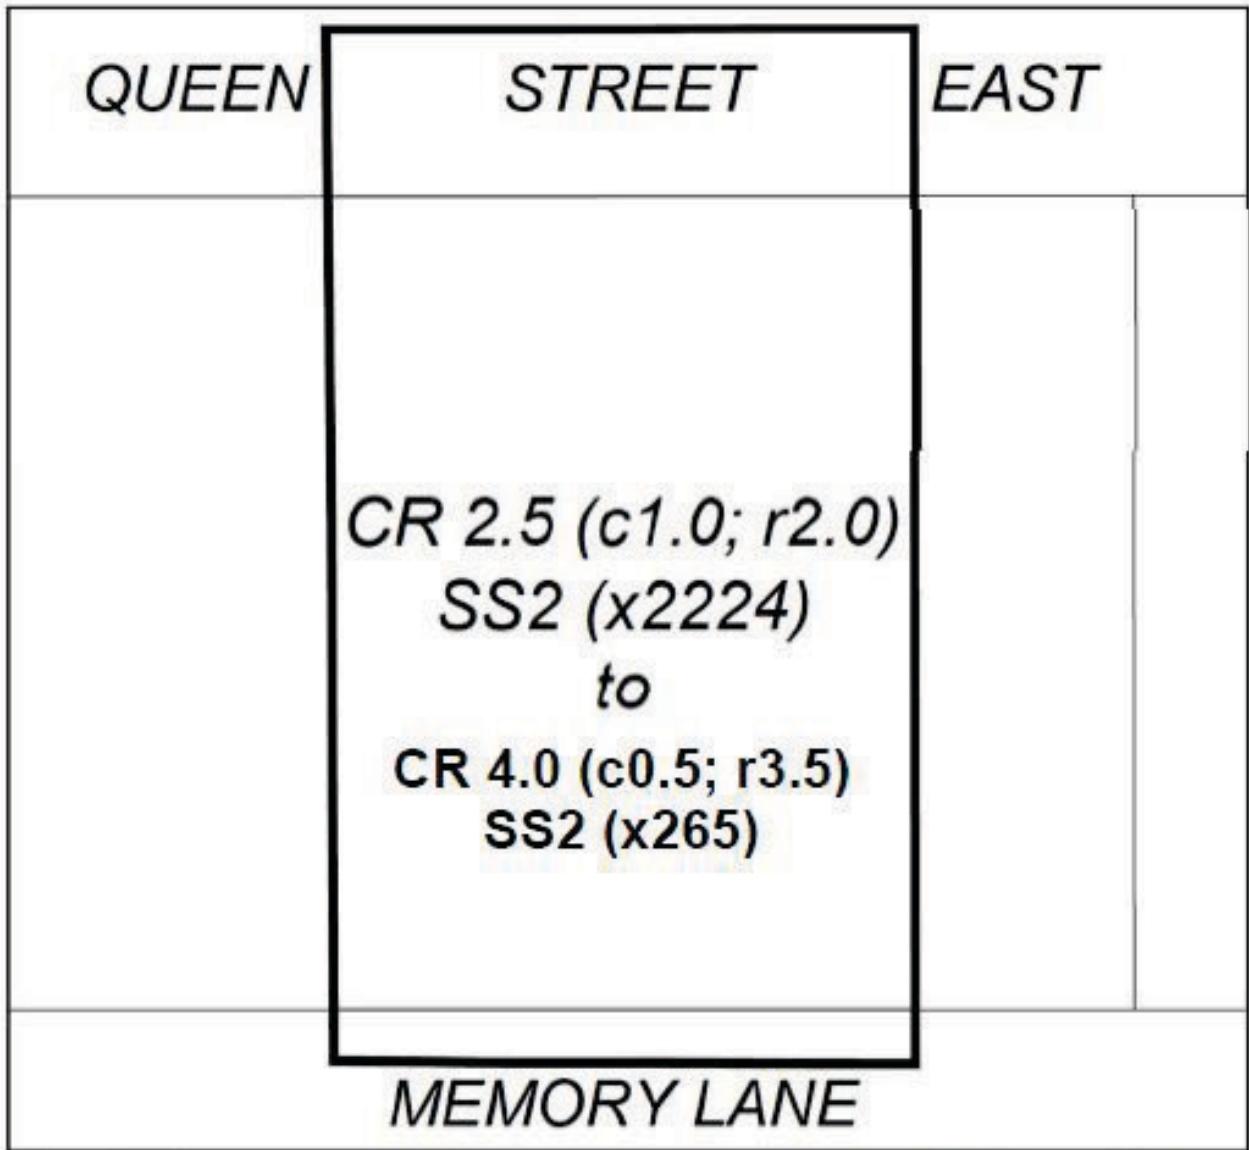 QUEEN STREET EAST
CR 2.5 (c1.0; r2.0)
SS2 (x2224)
to
CR 4.0 (c0.5; r3.5)
SS2 (x265)
MEMORY LANE